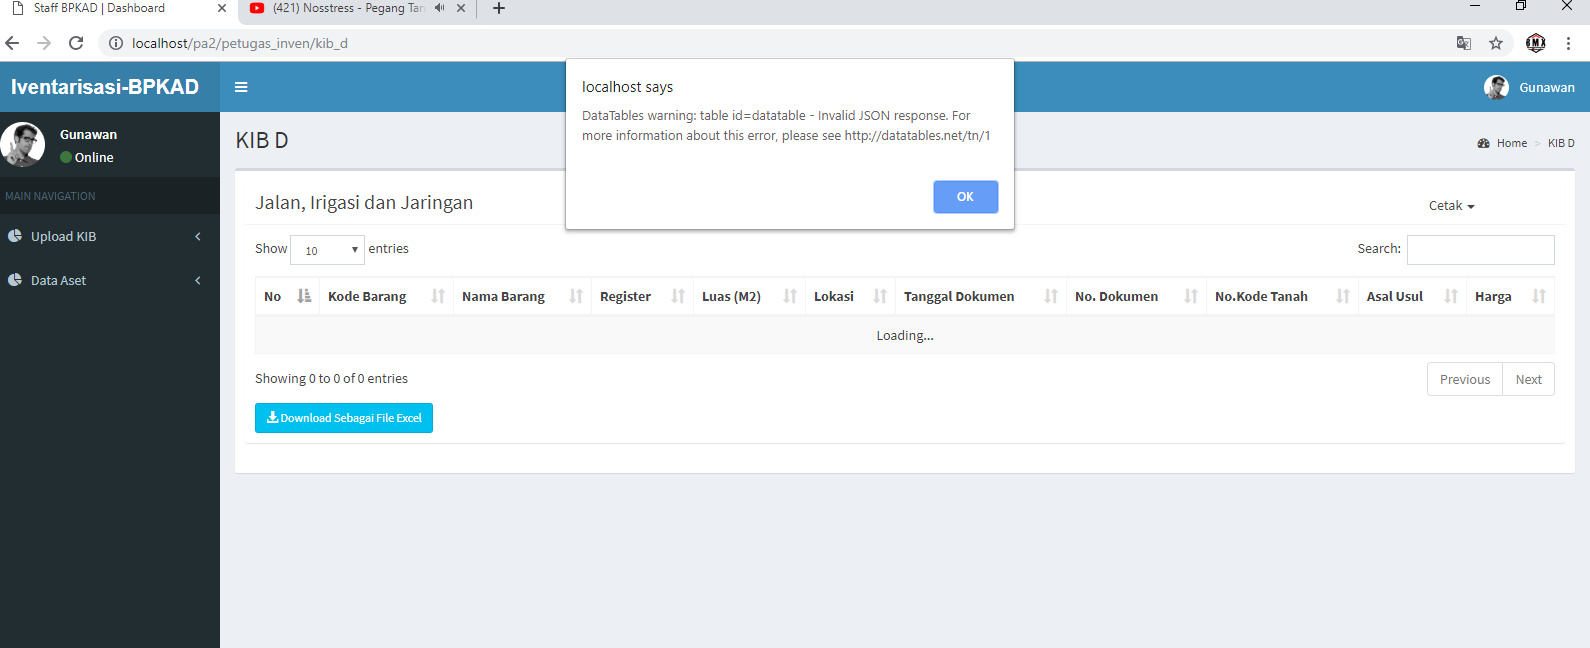 Staff BPKAD | Dashboard
(421) Nosstress - Pegang Tan
localhost/pa2/petugas_inven/kib_d
Iventarisasi-BPKAD
Gunawan
localhost says
DataTables warning: table id=datatable - Invalid JSON response. For
more information about this error, please see http://datatables.net/tn/1
OK
Gunawan
Online
MAIN NAVIGATION
Upload KIB
Data Aset
KIB D
Home > KIB D
Jalan, Irigasi dan Jaringan
Cetak
Show 10 entries
Search:
No Kode Barang Nama Barang Register Luas (M2) Lokasi Tanggal Dokumen No. Dokumen No.Kode Tanah Asal Usul Harga
Loading...
Showing 0 to 0 of 0 entries
Previous Next
Download Sebagai File Excel